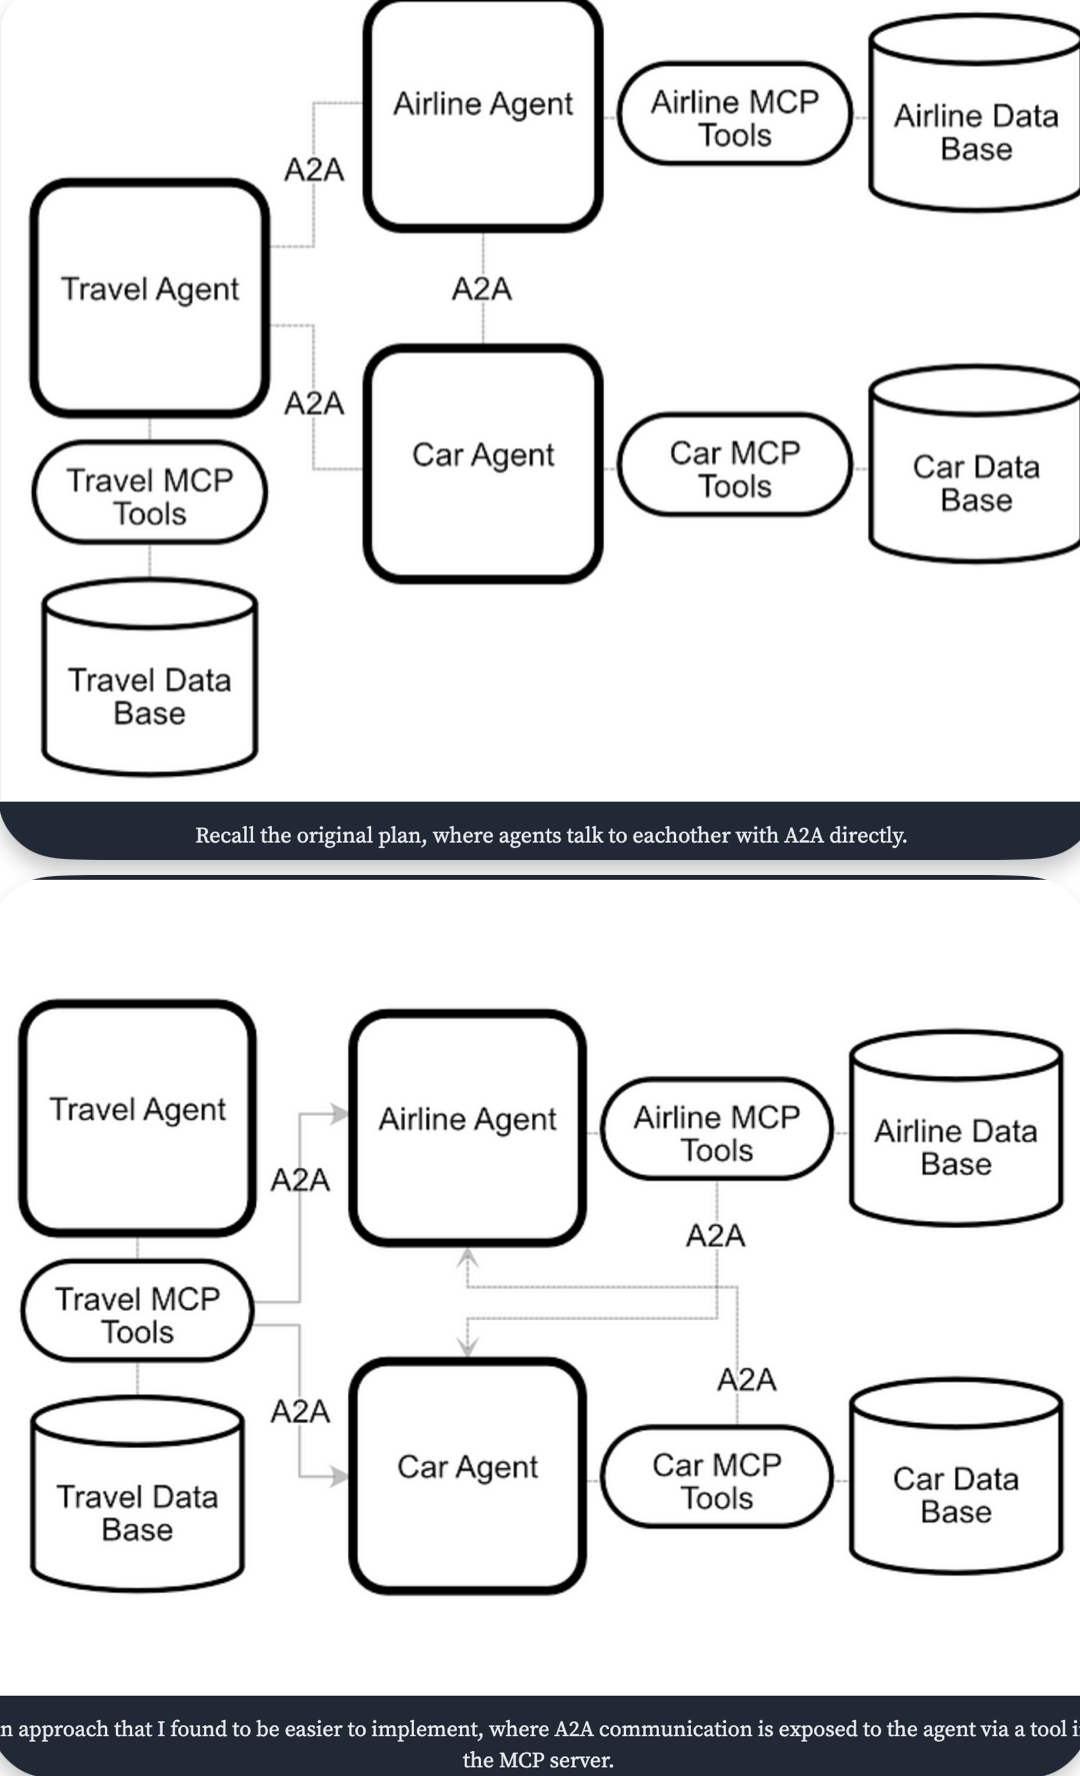 Airline Agent
Airline MCP
Tools
Airline Data
Base
A2A
Travel Agent
A2A
A2A
Car Agent
Car MCP
Tools
Car Data
Base
Travel MCP
Tools
Travel Data
Base
Recall the original plan, where agents talk to eachother with A2A directly.
Travel Agent
Airline Agent
Airline MCP
Tools
Airline Data
Base
A2A
A2A
Travel MCP
Tools
A2A
A2A
Car Agent
Car MCP
Tools
Car Data
Base
Travel Data
Base
n approach that I found to be easier to implement, where A2A communication is exposed to the agent via a tool i
the MCP server.